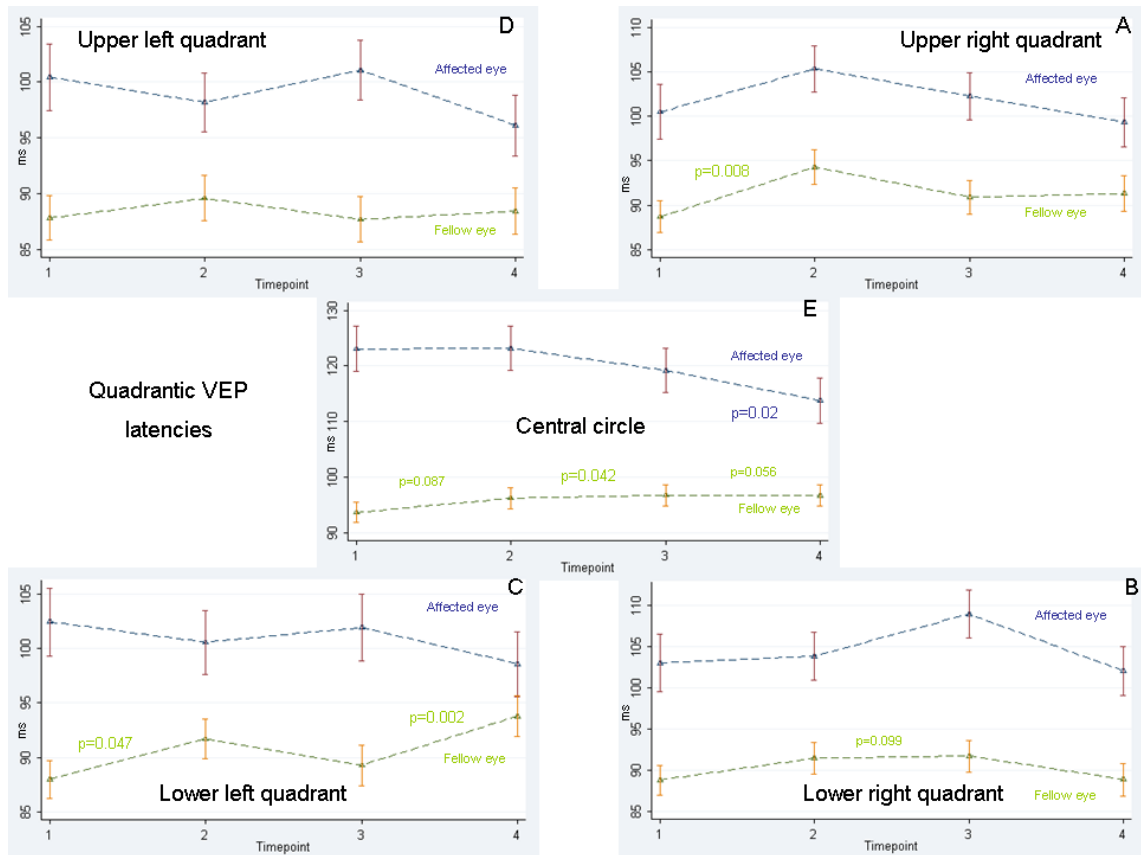 D
Upper left quadrant
Affected eye
Fellow eye
ms
85
90
95
100
105
1
2
3
4
Timepoint
A
Upper right quadrant
Affected eye
p=0.008
Fellow eye
ms
85
90
95
100
105
110
1
2
3
4
Timepoint
Quadrantic VEP
latencies
E
Affected eye
p=0.02
Central circle
p=0.087
p=0.042
p=0.056
Fellow eye
ms
90
100
110
120
130
1
2
3
4
Timepoint
C
Affected eye
p=0.047
p=0.002
Fellow eye
Lower left quadrant
ms
85
90
95
100
105
1
2
3
4
Timepoint
B
Affected eye
p=0.099
Lower right quadrant
Fellow eye
ms
85
90
95
100
105
110
1
2
3
4
Timepoint